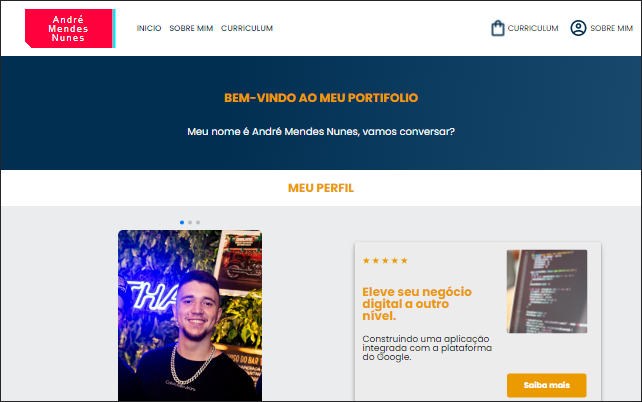 André
Mendes
Nunes
INICIO SOBRE MIM CURRICULUM
CURRICULUM SOBRE MIM
BEM-VINDO AO MEU PORTIFOLIO
Meu nome é André Mendes Nunes, vamos conversar?
MEU PERFIL
★★★★★
Eleve seu negócio
digital a outro
nível.
Construindo uma aplicação
integrada com a plataforma
do Google.
Saiba mais